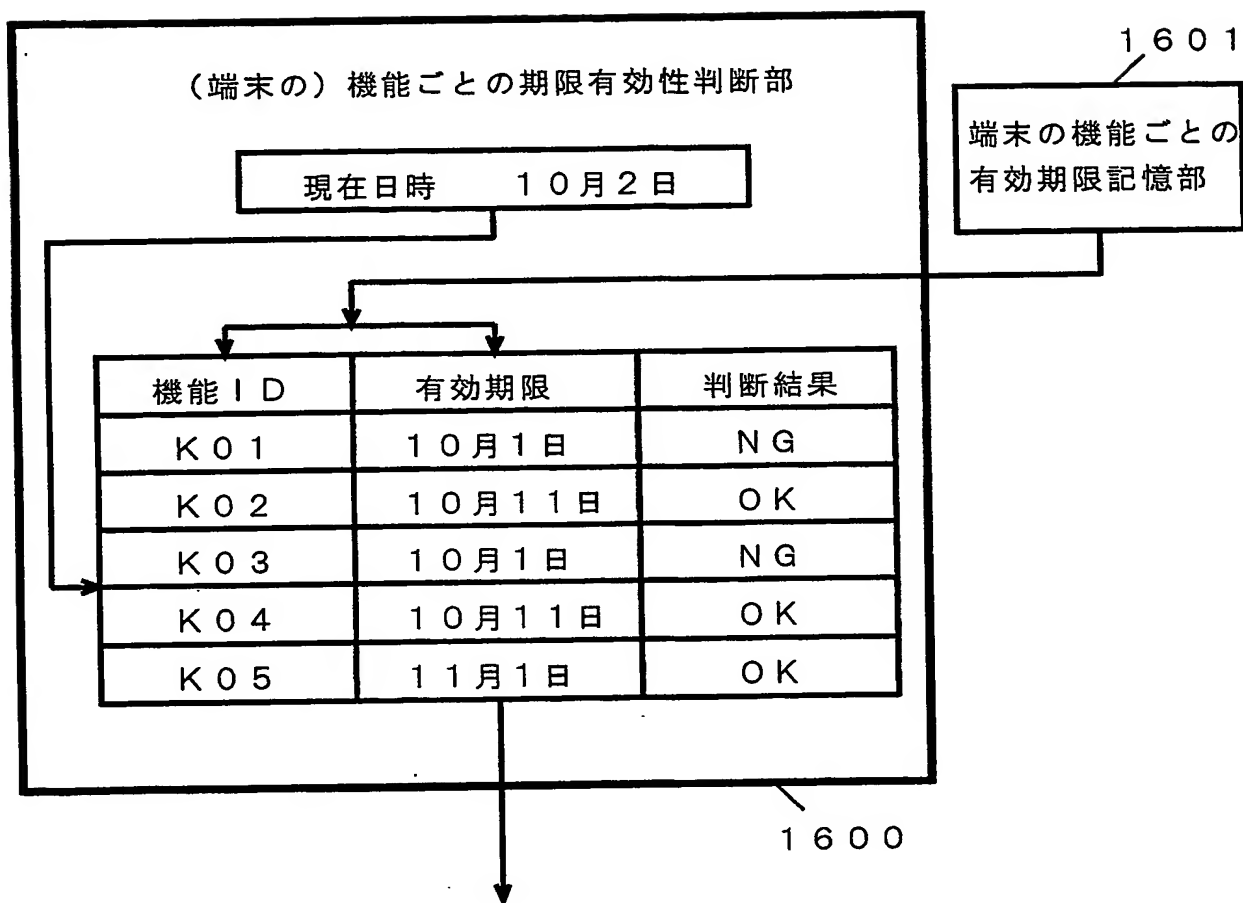 1601
(端末の)機能ごとの期限有効性判断部
端末の機能ごとの
有効期限記憶部
現在日時 10月2日
機能ID 有効期限 判断結果
K01 10月1日 NG
K02 10月11日 OK
K03 10月1日 NG
K04 10月11日 OK
K05 11月1日 OK
1600